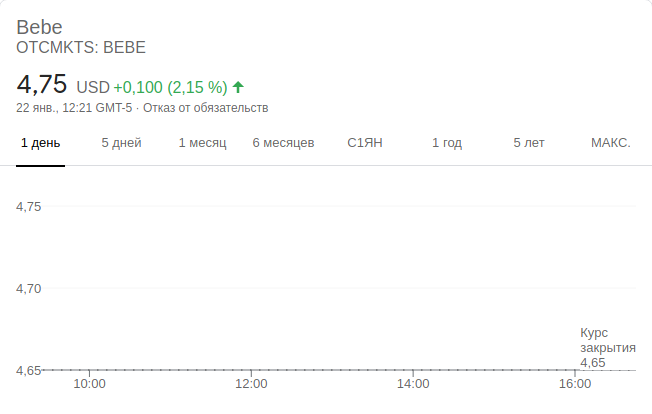 Bebe
OTCMKTS: BEBE
4,75 USD +0,100 (2,15 %)
22 янв., 12:21 GMT-5 · Отказ от обязательств
1 день 5 дней 1 месяц 6 месяцев С1ЯН 1 год 5 лет МАКС.
4,75
4,70
Курс
закрытия
4,65
4,65
10:00 12:00 14:00 16:00